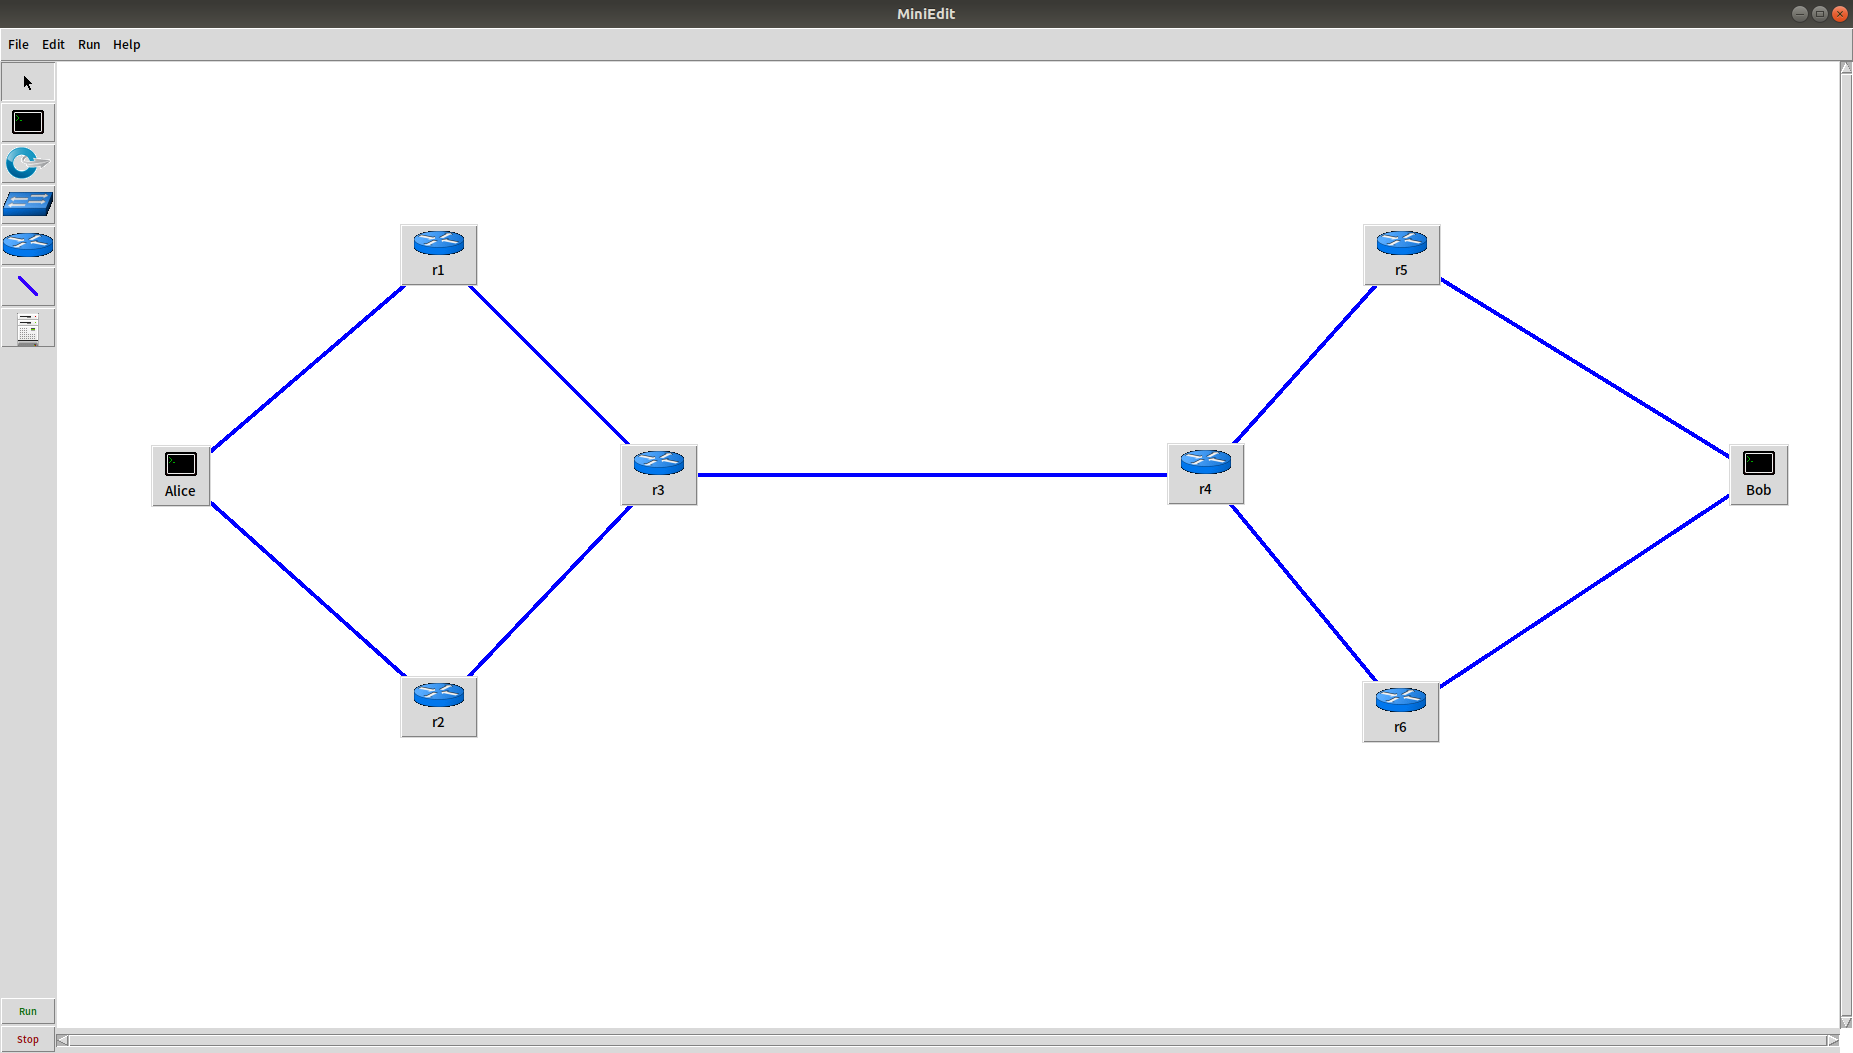 MiniEdit
File Edit Run Help
r1
r5
Alice
r3
r4
Bob
r2
r6
Run
Stop